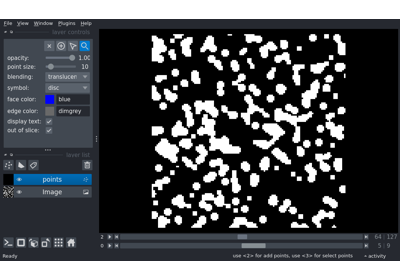 File View Window Plugins Help
layer controls
opacity: 1.00
point size: 10
blending: translucen
symbol: disc
face color: blue
edge color: dimgrey
display text:
out of slice:
layer list
points
Image
2 64 127
0 5 9
Ready use <2> for add points, use <3> for select points activity